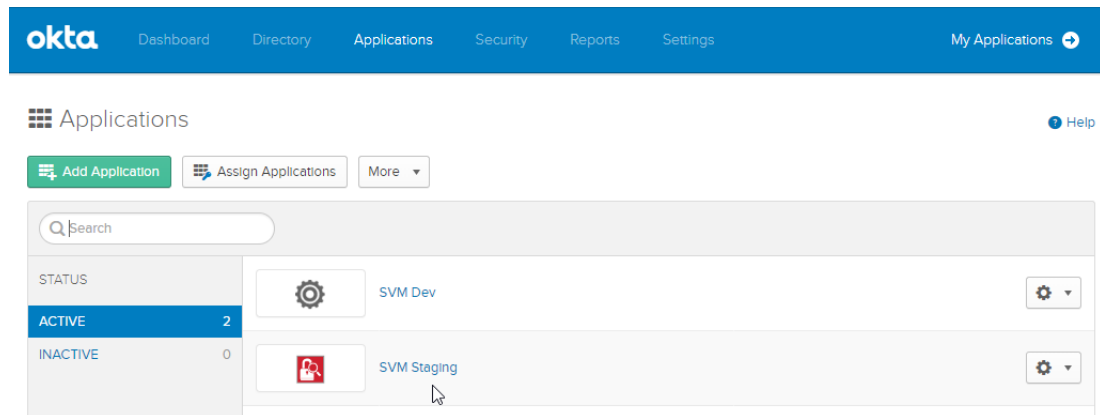 okta Dashboard Directory Applications Security Reports Settings My Applications
Applications
Help
Add Application Assign Applications More
Search
STATUS
ACTIVE 2
INACTIVE 0
SVM Dev
SVM Staging